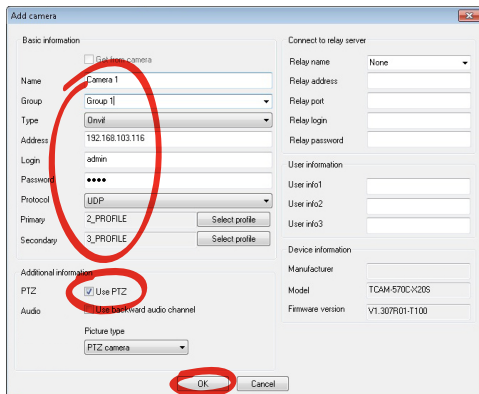 Add camera
Basic information
Get from camera
Name Camera 1
Group Group 1
Type Onvif
Address 192.168.103.116
Login admin
Password ••••
Protocol UDP
Primary 2_PROFILE Select profile
Secondary 3_PROFILE Select profile
Additional information
PTZ Use PTZ
Audio Use backward audio channel
Picture type
PTZ camera
Connect to relay server
Relay name None
Relay address
Relay port
Relay login
Relay password
User information
User info1
User info2
User info3
Device information
Manufacturer
Model TCAM-570C-X20S
Firmware version V1.307R01-T100
OK Cancel